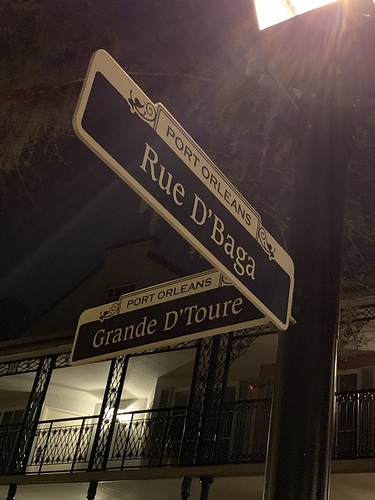 PORT ORLEANS
Rue D'Baga
PORT ORLEANS
Grande D'Toure